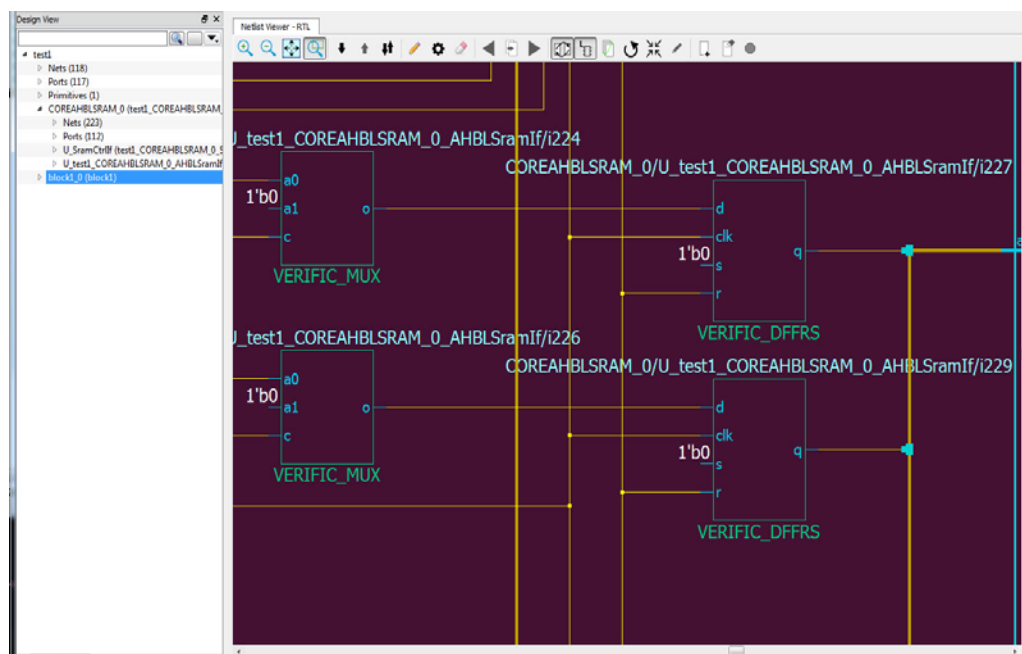 Design View
Netlist Viewer - RTL
test1
Nets (118)
Ports (117)
Primitives (1)
COREAHBLSRAM_0 (test1_COREAHBLSRAM_
Nets (223)
Ports (112)
U_SramCtrlIf (test1_COREAHBLSRAM_0_S
U_test1_COREAHBLSRAM_0_AHBLSramIf
block1_0 (block1)
U_test1_COREAHBLSRAM_0_AHBLSramIf/i224
COREAHBLSRAM_0/U_test1_COREAHBLSRAM_0_AHBLSramIf/i227
a0
1'b0
a1
o
c
VERIFIC_MUX
d
clk
1'b0
s
q
r
VERIFIC_DFFRS
U_test1_COREAHBLSRAM_0_AHBLSramIf/i226
COREAHBLSRAM_0/U_test1_COREAHBLSRAM_0_AHBLSramIf/i229
a0
1'b0
a1
o
c
VERIFIC_MUX
d
clk
1'b0
s
q
r
VERIFIC_DFFRS